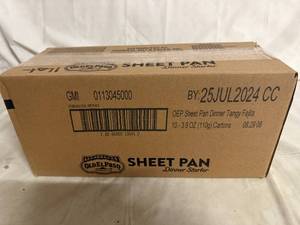 SHEET PAN
Dinner Starter
GMI 0113045000 BY 25JUL2024 CC
OEP Sheet Pan Dinner Tangy Fajita
10 - 3.9 OZ (110g) Cartons
OLD EL PASO
SHEET PAN
Dinner Starter